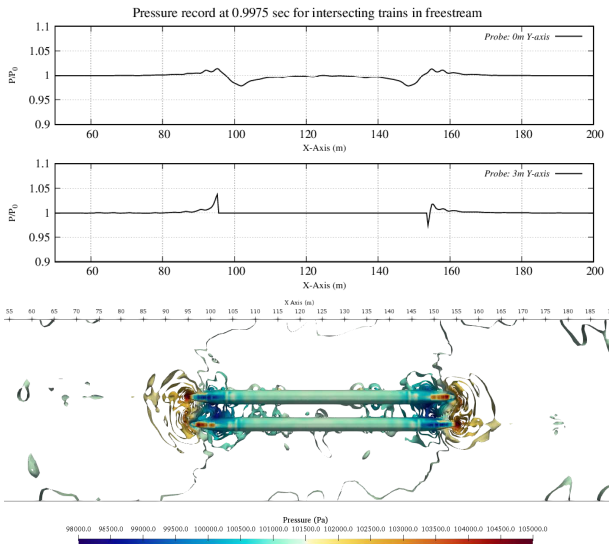 Pressure record at 0.9975 sec for intersecting trains in freestream
1.1
1.05
1
0.95
0.9
P/P0
Probe: 0m Y-axis
60 80 100 120 140 160 180 200
X-Axis (m)
1.1
1.05
1
0.95
0.9
P/P0
Probe: 3m Y-axis
60 80 100 120 140 160 180 200
X-Axis (m)
X Axis (m)
55 60 65 70 75 80 85 90 95 100 105 110 115 120 125 130 135 140 145 150 155 160 165 170 175 180 185
Pressure (Pa)
98000.0 98500.0 99000.0 99500.0 100000.0 100500.0 101000.0 101500.0 102000.0 102500.0 103000.0 103500.0 104000.0 104500.0 105000.0